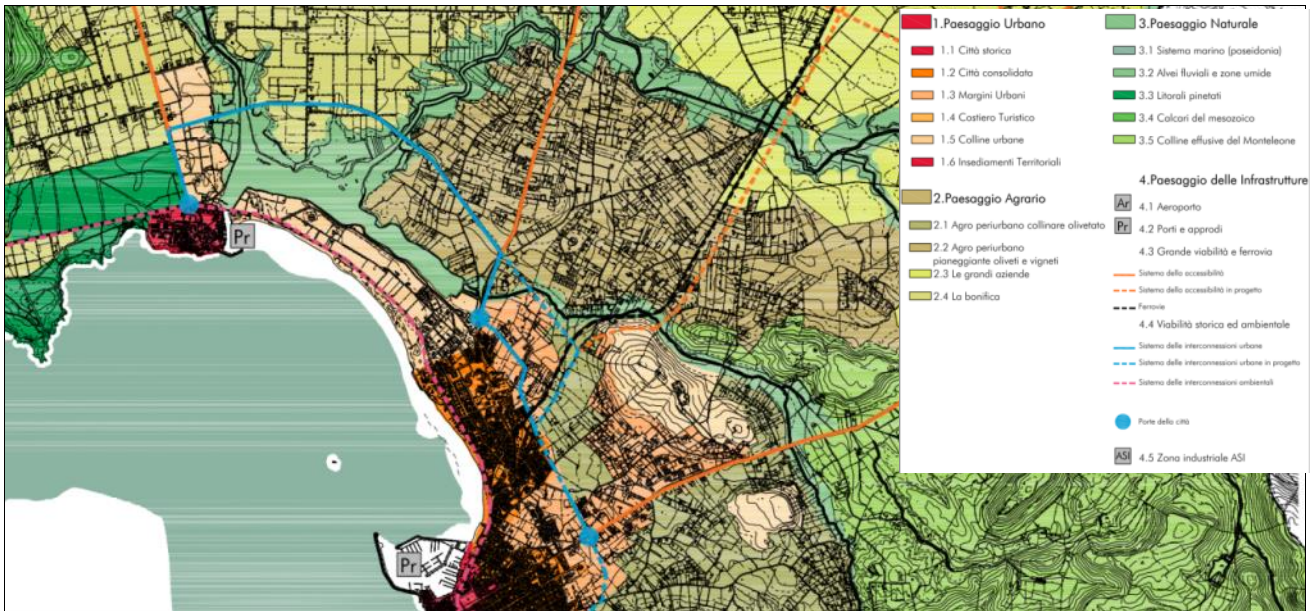 Pr
Pr
1.Paesaggio Urbano
1.1 Città storica
1.2 Città consolidata
1.3 Margini Urbani
1.4 Costiero Turistico
1.5 Colline urbane
1.6 Insediamenti Territoriali
2.Paesaggio Agrario
2.1 Agro periurbano collinare olivetato
2.2 Agro periurbano
pianeggiante oliveti e vigneti
2.3 Le grandi aziende
2.4 La bonifica
3.Paesaggio Naturale
3.1 Sistema marino (poseidonia)
3.2 Alvei fluviali e zone umide
3.3 Litorali pinetati
3.4 Calcari del mesozoico
3.5 Colline effusive del Monteleone
4.Paesaggio delle Infrastrutture
Ar 4.1 Aeroporto
Pr 4.2 Porti e approdi
4.3 Grande viabilità e ferrovia
Sistema della accessibilità
Sistema della accessibilità in progetto
Ferrovie
4.4 Viabilità storica ed ambientale
Sistema delle interconnessioni urbane
Sistema delle interconnessioni urbane in progetto
Sistema delle interconnessioni ambientali
Porte della città
ASI 4.5 Zona industriale ASI